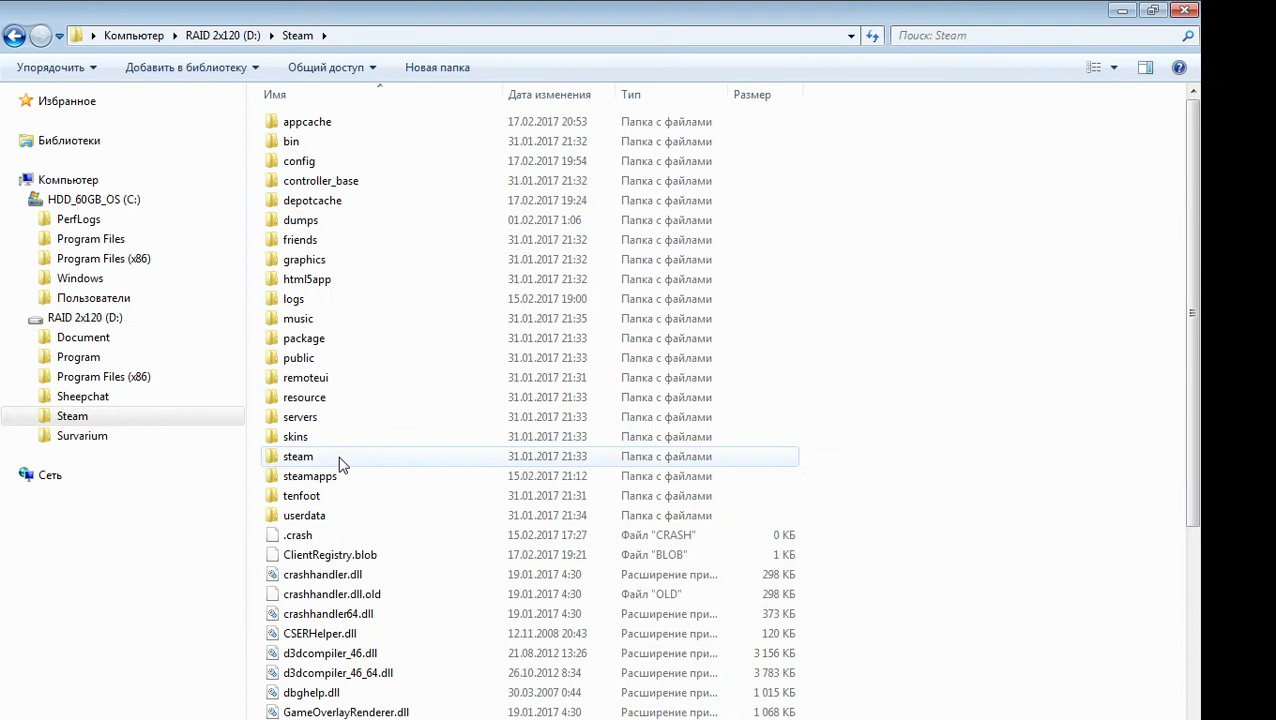 Компьютер RAID 2x120 (D:) Steam Поиск: Steam
Упорядочить Добавить в библиотеку Общий доступ Новая папка
Избранное
Библиотеки
Компьютер
HDD_60GB_OS (C:)
PerfLogs
Program Files
Program Files (x86)
Windows
Пользователи
RAID 2x120 (D:)
Document
Program
Program Files (x86)
Sheepchat
Steam
Survarium
Сеть
Имя Дата изменения Тип Размер
appcache 17.02.2017 20:53 Папка с файлами
bin 31.01.2017 21:32 Папка с файлами
config 17.02.2017 19:54 Папка с файлами
controller_base 31.01.2017 21:32 Папка с файлами
depotcache 17.02.2017 19:24 Папка с файлами
dumps 01.02.2017 1:06 Папка с файлами
friends 31.01.2017 21:32 Папка с файлами
graphics 31.01.2017 21:32 Папка с файлами
html5app 31.01.2017 21:32 Папка с файлами
logs 15.02.2017 19:00 Папка с файлами
music 31.01.2017 21:35 Папка с файлами
package 31.01.2017 21:33 Папка с файлами
public 31.01.2017 21:33 Папка с файлами
remoteui 31.01.2017 21:31 Папка с файлами
resource 31.01.2017 21:33 Папка с файлами
servers 31.01.2017 21:33 Папка с файлами
skins 31.01.2017 21:33 Папка с файлами
steam 31.01.2017 21:33 Папка с файлами
steamapps 15.02.2017 21:12 Папка с файлами
tenfoot 31.01.2017 21:31 Папка с файлами
userdata 31.01.2017 21:34 Папка с файлами
.crash 15.02.2017 17:27 Файл "CRASH" 0 КБ
ClientRegistry.blob 17.02.2017 19:21 Файл "BLOB" 1 КБ
crashhandler.dll 19.01.2017 4:30 Расширение при... 298 КБ
crashhandler.dll.old 19.01.2017 4:30 Файл "OLD" 298 КБ
crashhandler64.dll 19.01.2017 4:30 Расширение при... 373 КБ
CSERHelper.dll 12.11.2008 20:43 Расширение при... 120 КБ
d3dcompiler_46.dll 21.08.2012 13:26 Расширение при... 3 156 КБ
d3dcompiler_46_64.dll 26.10.2012 8:34 Расширение при... 3 783 КБ
dbghelp.dll 30.03.2007 0:44 Расширение при... 1 015 КБ
GameOverlayRenderer.dll 19.01.2017 4:30 Расширение при... 1 068 КБ